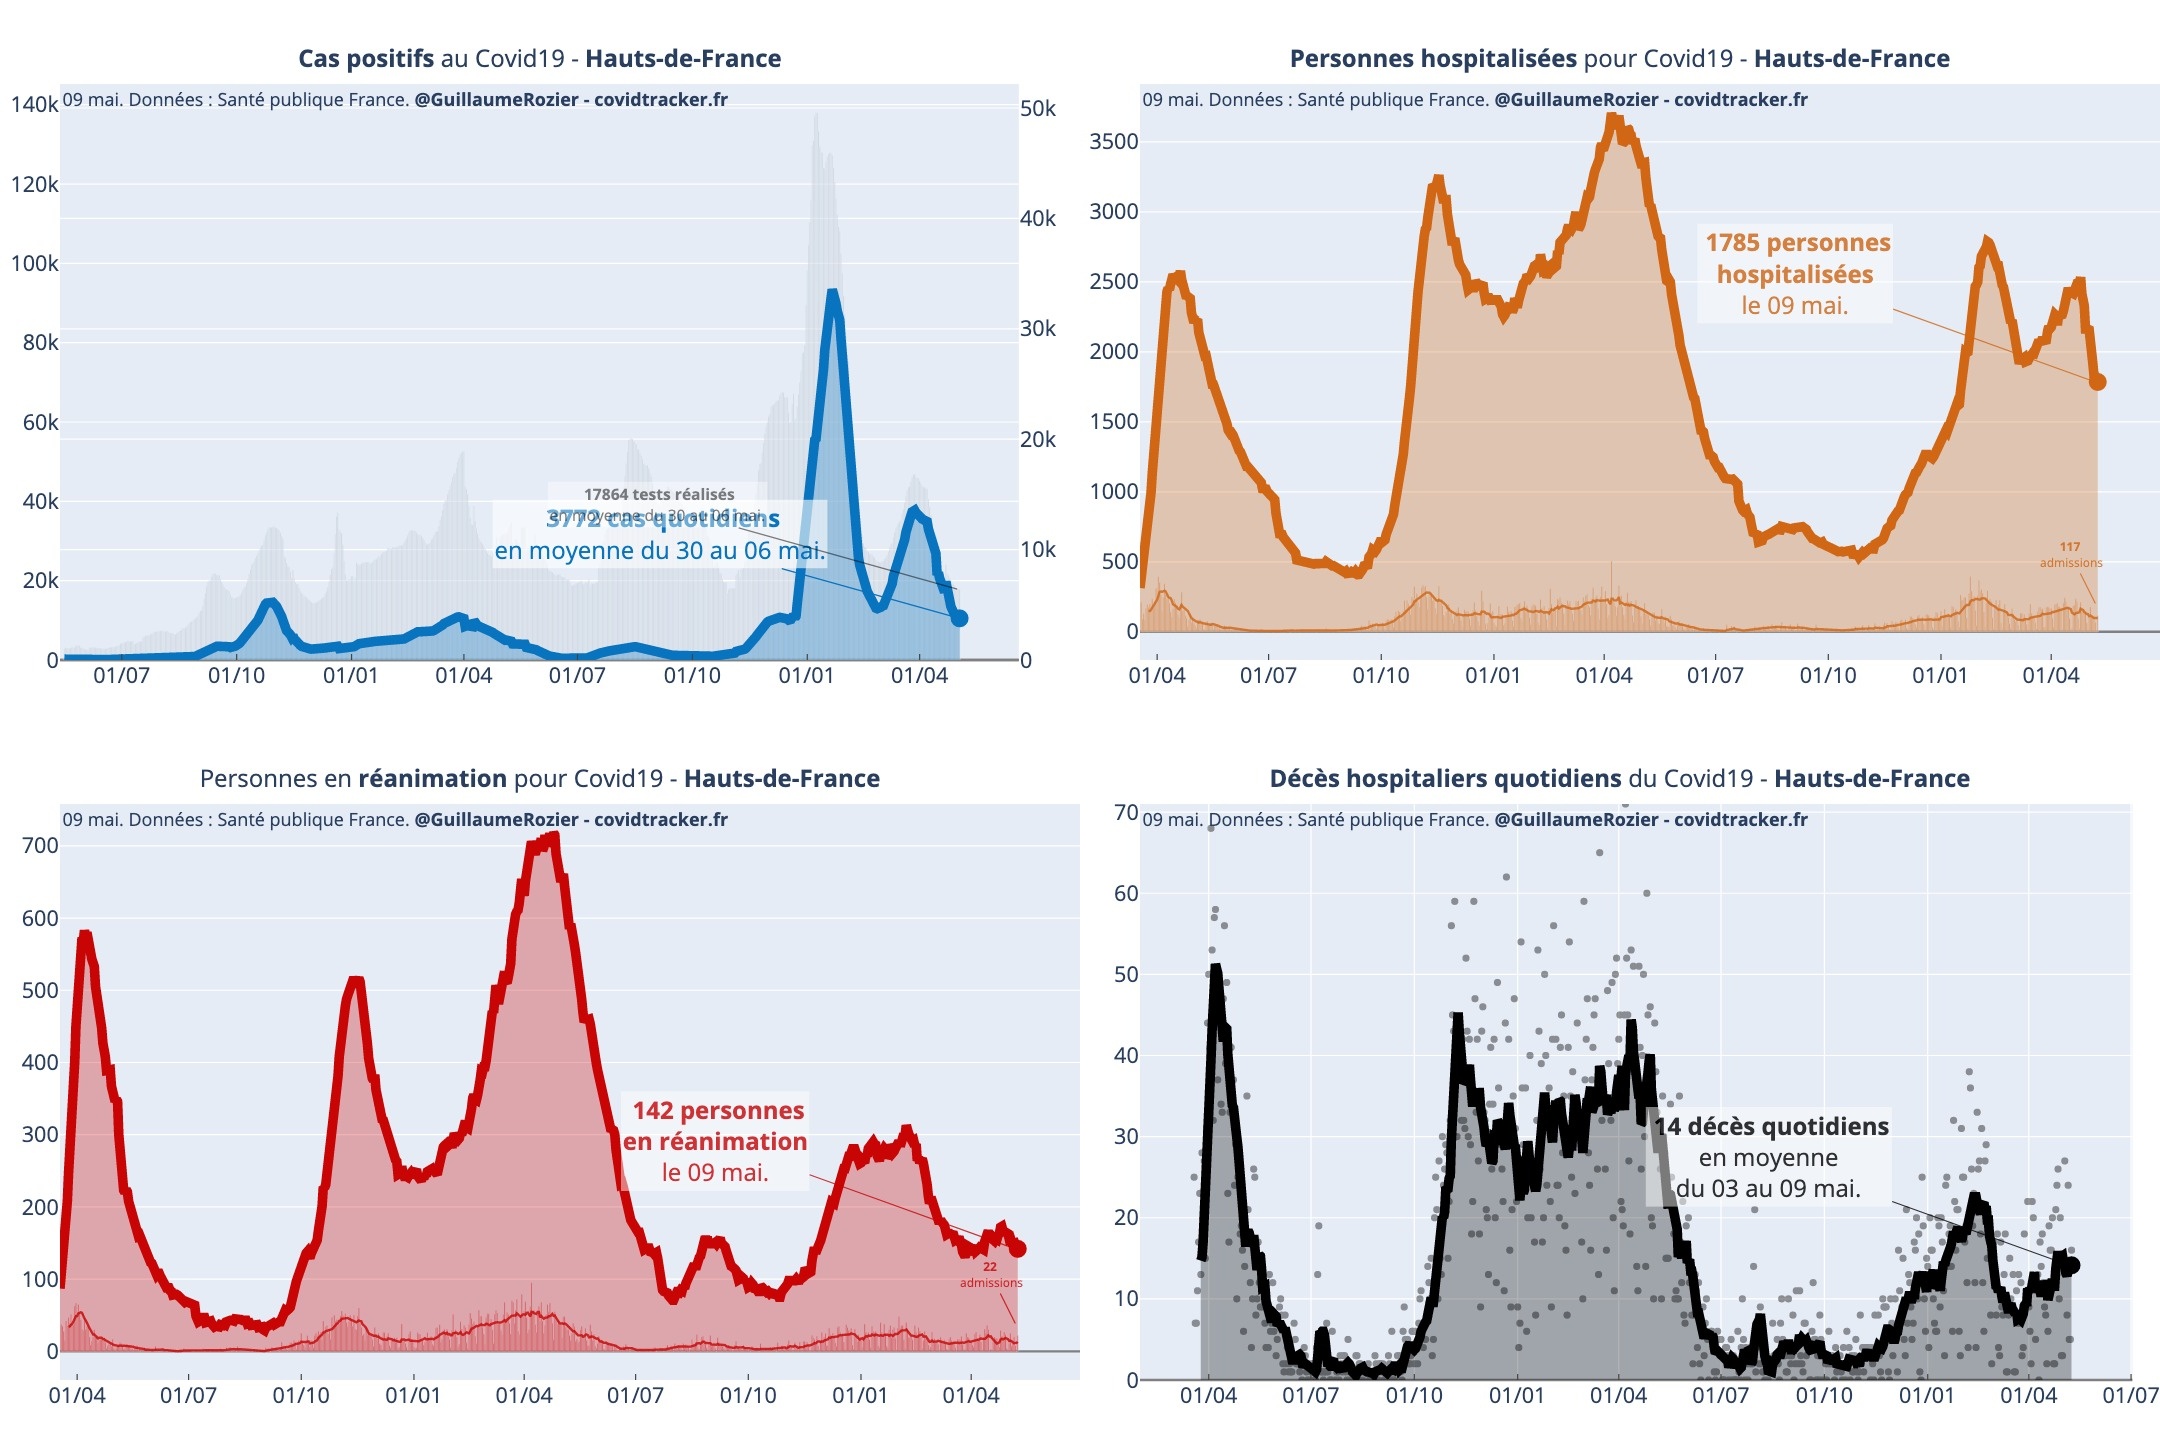 Cas positifs au Covid19 - Hauts-de-France
09 mai. Données : Santé publique France. @GuillaumeRozier - covidtracker.fr
140k
120k
100k
80k
60k
40k
20k
0
50k
40k
30k
20k
10k
0
17864 tests réalisés
en moyenne du 30 au 06 mai.
3772 cas quotidiens
en moyenne du 30 au 06 mai.
01/07 01/10 01/01 01/04 01/07 01/10 01/01 01/04
Personnes hospitalisées pour Covid19 - Hauts-de-France
09 mai. Données : Santé publique France. @GuillaumeRozier - covidtracker.fr
3500
3000
2500
2000
1500
1000
500
0
1785 personnes
hospitalisées
le 09 mai.
117
admissions
01/04 01/07 01/10 01/01 01/04 01/07 01/10 01/01 01/04
Personnes en réanimation pour Covid19 - Hauts-de-France
09 mai. Données : Santé publique France. @GuillaumeRozier - covidtracker.fr
700
600
500
400
300
200
100
0
142 personnes
en réanimation
le 09 mai.
22
admissions
01/04 01/07 01/10 01/01 01/04 01/07 01/10 01/01 01/04
Décès hospitaliers quotidiens du Covid19 - Hauts-de-France
09 mai. Données : Santé publique France. @GuillaumeRozier - covidtracker.fr
70
60
50
40
30
20
10
0
14 décès quotidiens
en moyenne
du 03 au 09 mai.
01/04 01/07 01/10 01/01 01/04 01/07 01/10 01/01 01/04 01/07